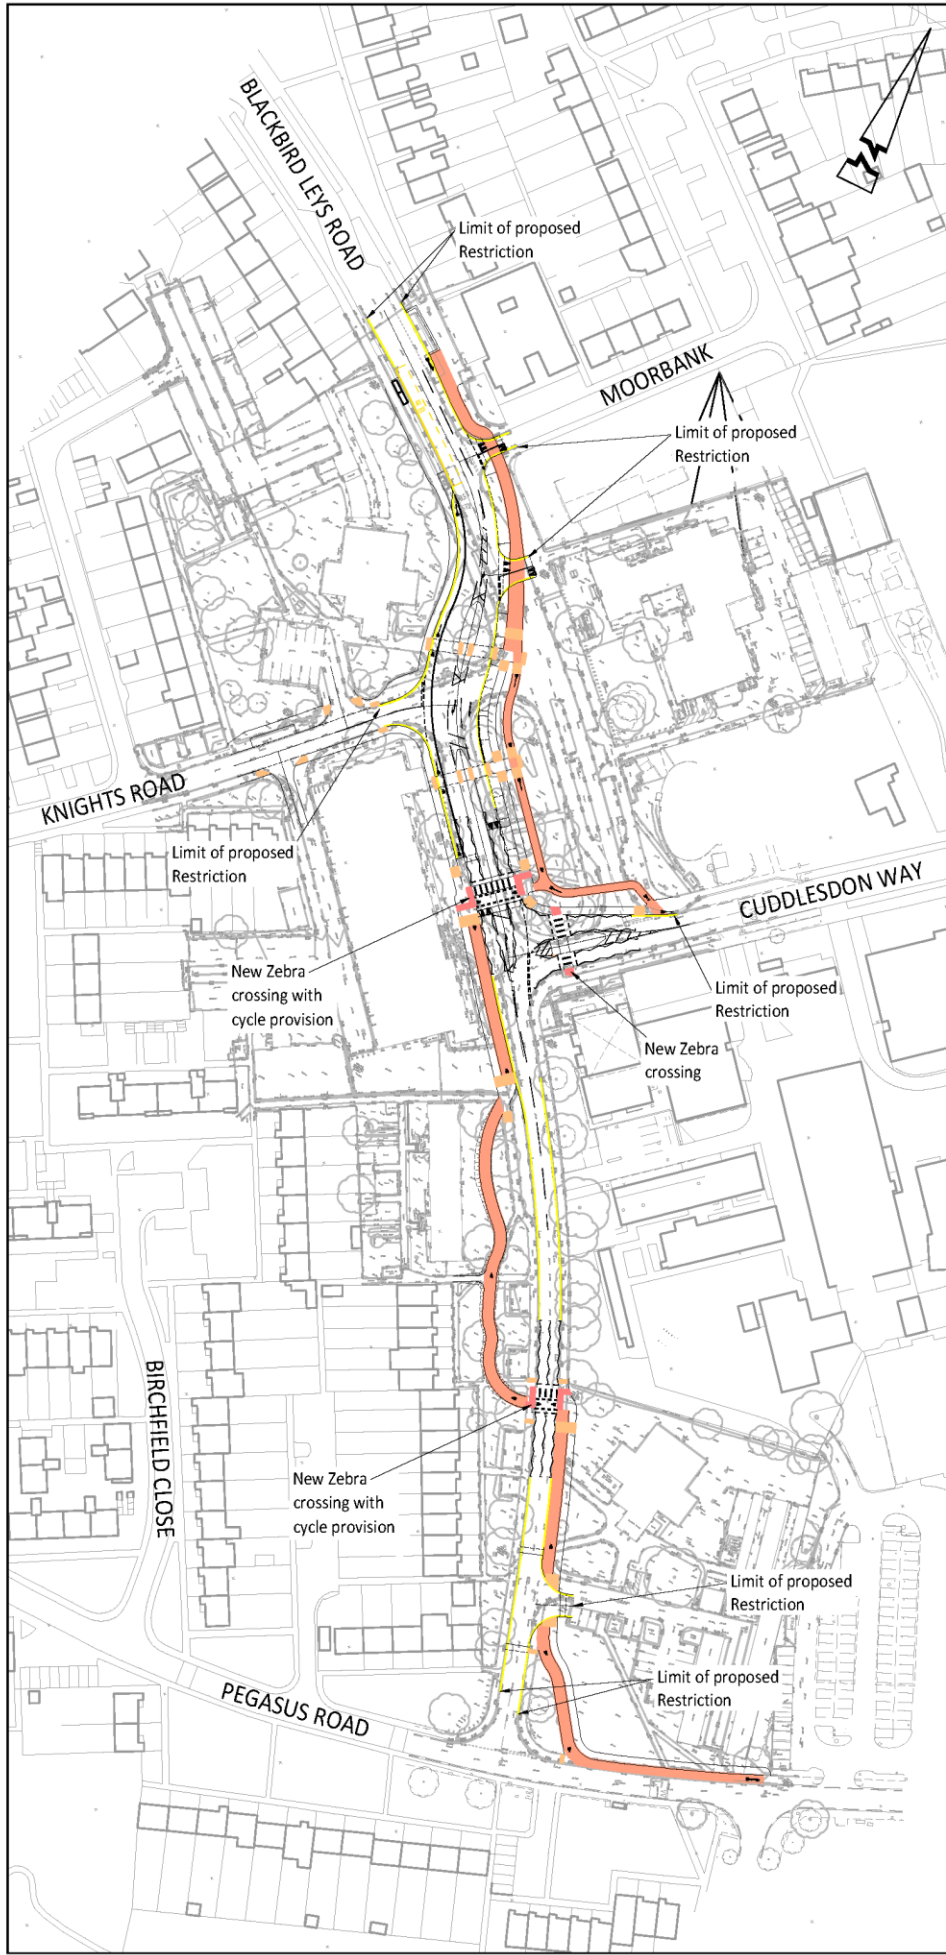 BLACKBIRD LEYS ROAD
Limit of proposed
Restriction
MOORBANK
Limit of proposed
Restriction
KNIGHTS ROAD
Limit of proposed
Restriction
CUDDLESDON WAY
New Zebra
crossing with
cycle provision
Limit of proposed
Restriction
New Zebra
crossing
BIRCHFIELD CLOSE
New Zebra
crossing with
cycle provision
Limit of proposed
Restriction
Limit of proposed
Restriction
PEGASUS ROAD